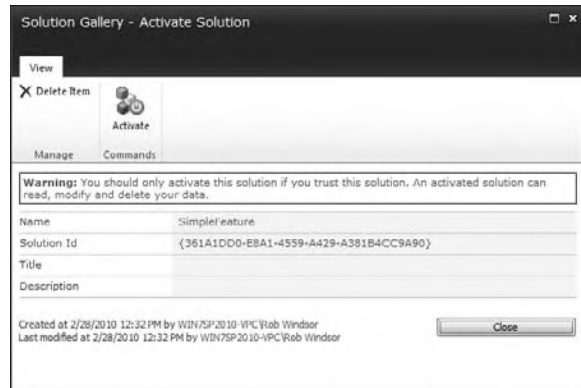 Solution Gallery - Activate Solution
View
Delete Item
Activate
Manage
Commands
Warning: You should only activate this solution if you trust this solution. An activated solution can
read, modify and delete your data.
Name SimpleFeature
Solution Id {361A1DD0-E8A1-4559-A429-A381B4CC9A90}
Title
Description
Created at 2/28/2010 12:32 PM by WIN7SP2010-VPC\Rob Windsor
Last modified at 2/28/2010 12:32 PM by WIN7SP2010-VPC\Rob Windsor
Close